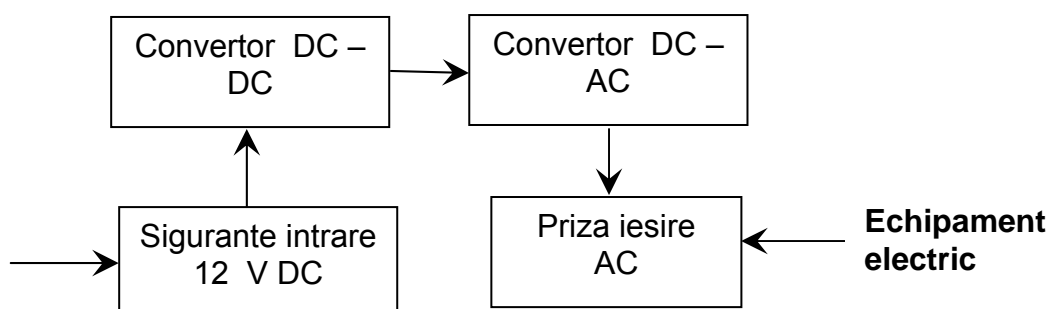 Convertor DC –
DC
Convertor DC –
AC
Sigurante intrare
12 V DC
Priza iesire
AC
Echipament
electric